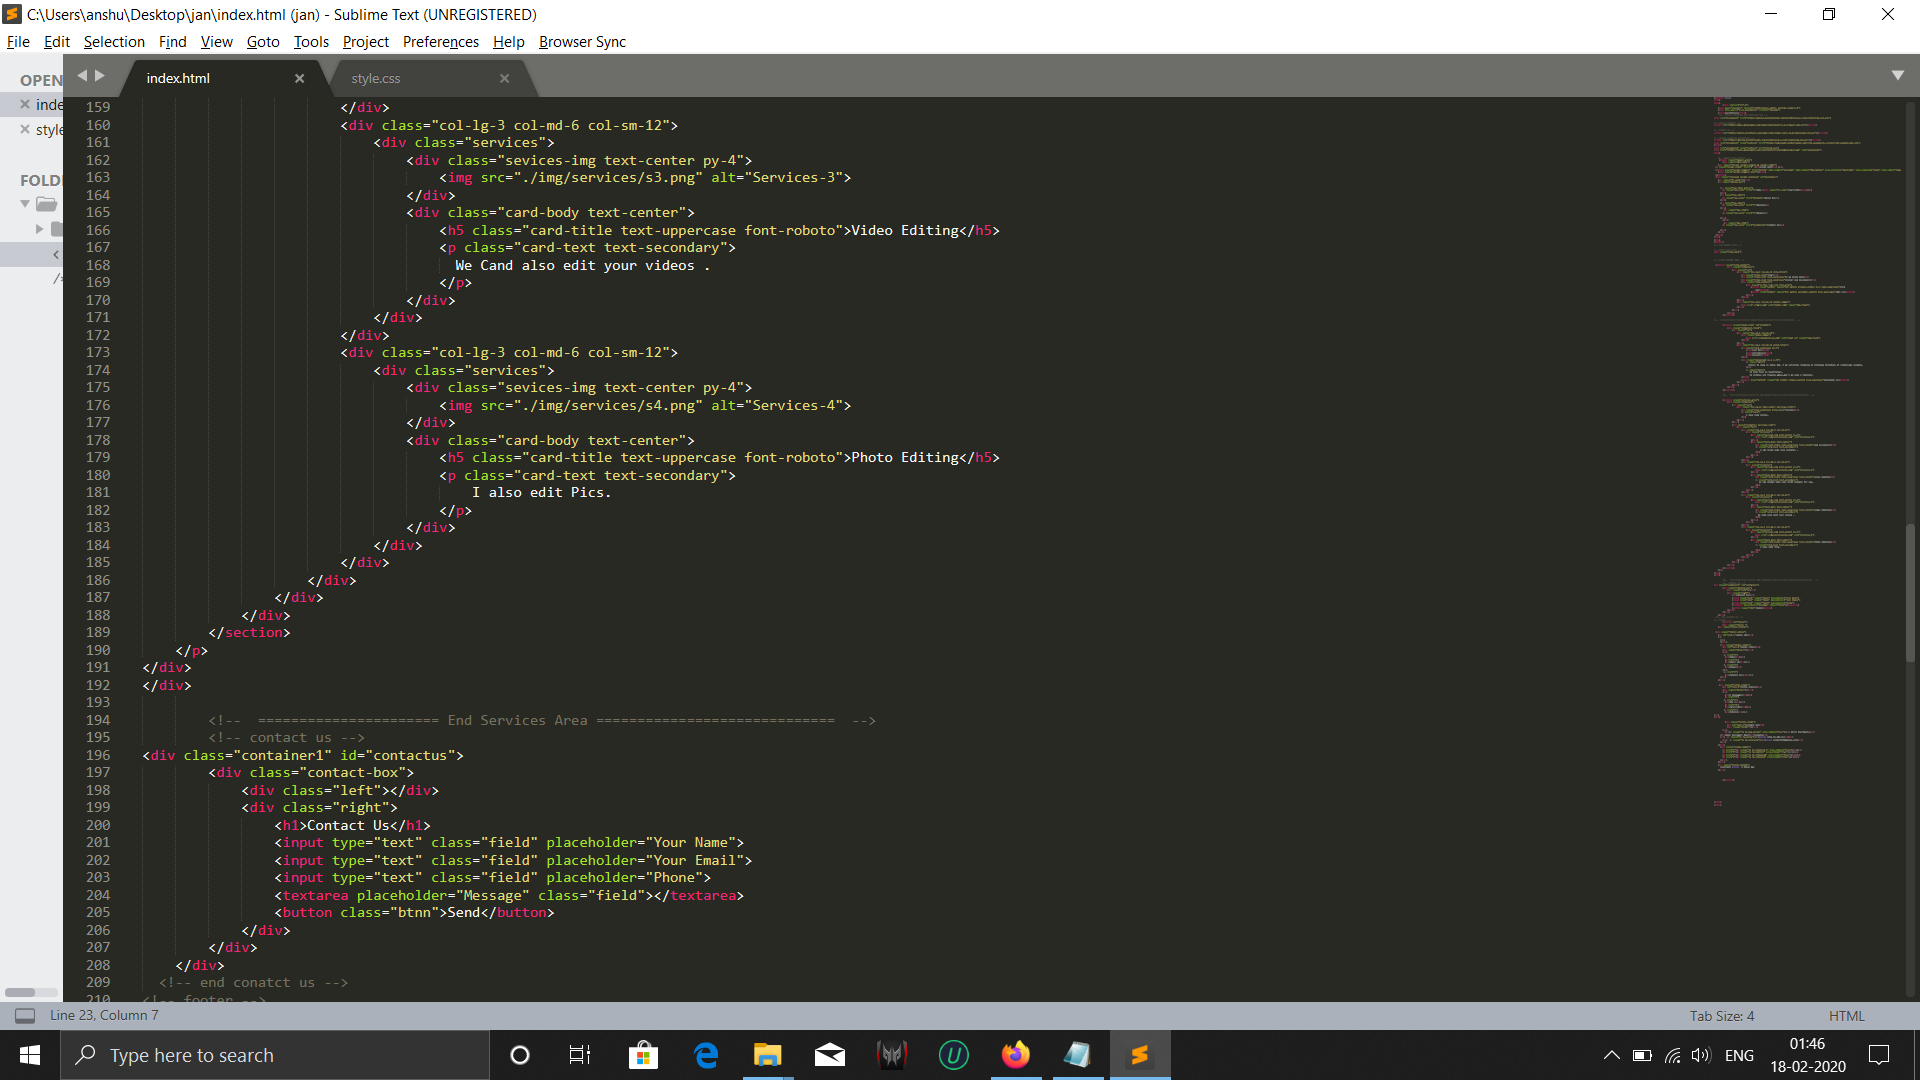 C:\Users\anshu\Desktop\jan\index.html (jan) - Sublime Text (UNREGISTERED)
File Edit Selection Find View Goto Tools Project Preferences Help Browser Sync
OPEN
inde
style
FOLD
index.html
style.css
159 </div>
160 <div class="col-lg-3 col-md-6 col-sm-12">
161 <div class="services">
162 <div class="sevices-img text-center py-4">
163 <img src="./img/services/s3.png" alt="Services-3">
164 </div>
165 <div class="card-body text-center">
166 <h5 class="card-title text-uppercase font-roboto">Video Editing</h5>
167 <p class="card-text text-secondary">
168 We Cand also edit your videos .
169 </p>
170 </div>
171 </div>
172 </div>
173 <div class="col-lg-3 col-md-6 col-sm-12">
174 <div class="services">
175 <div class="sevices-img text-center py-4">
176 <img src="./img/services/s4.png" alt="Services-4">
177 </div>
178 <div class="card-body text-center">
179 <h5 class="card-title text-uppercase font-roboto">Photo Editing</h5>
180 <p class="card-text text-secondary">
181 I also edit Pics.
182 </p>
183 </div>
184 </div>
185 </div>
186 </div>
187 </div>
188 </div>
189 </section>
190 </p>
191 </div>
192 </div>
193
194 <!-- ====================== End Services Area ============================= -->
195 <!-- contact us -->
196 <div class="container1" id="contactus">
197 <div class="contact-box">
198 <div class="left"></div>
199 <div class="right">
200 <h1>Contact Us</h1>
201 <input type="text" class="field" placeholder="Your Name">
202 <input type="text" class="field" placeholder="Your Email">
203 <input type="text" class="field" placeholder="Phone">
204 <textarea placeholder="Message" class="field"></textarea>
205 <button class="btnn">Send</button>
206 </div>
207 </div>
208 </div>
209 <!-- end conatct us -->
210 <!-- footer -->
Line 23, Column 7
Tab Size: 4
HTML
Type here to search
ENG
01:46
18-02-2020